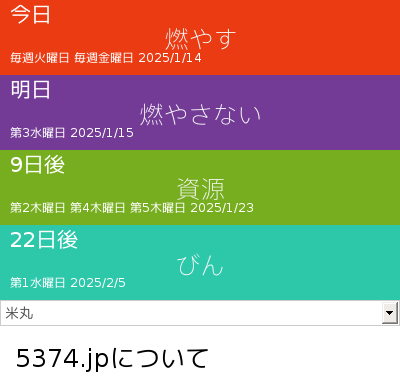 今日
燃やす
毎週火曜日 毎週金曜日 2025/1/14
明日
燃やさない
第3水曜日 2025/1/15
9日後
資源
第2木曜日 第4木曜日 第5木曜日 2025/1/23
22日後
びん
第1水曜日 2025/2/5
米丸
5374.jpについて